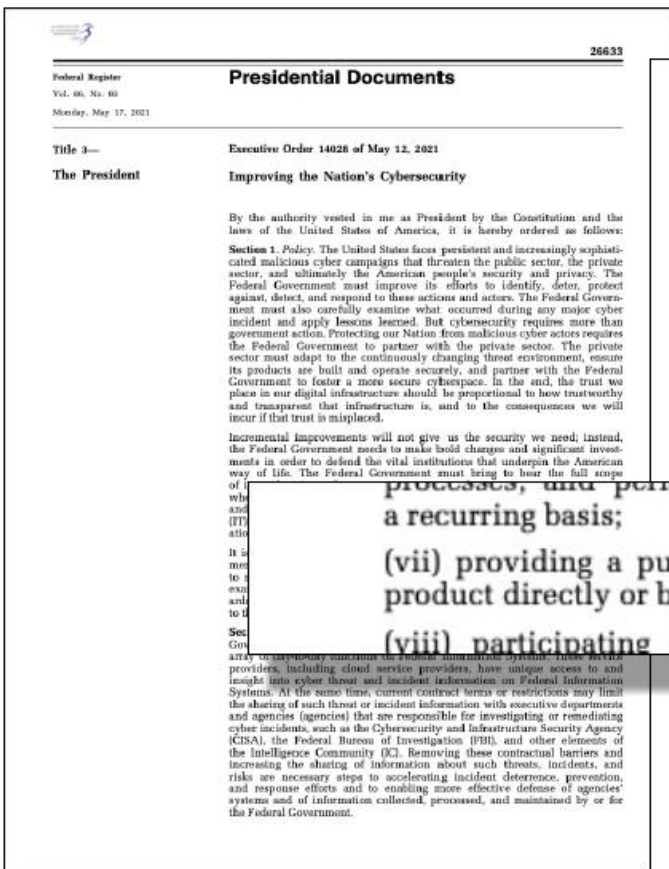 26633
Federal Register
Vol. 86, No. 93
Monday, May 17, 2021
Presidential Documents
Title 3—
The President
Executive Order 14028 of May 12, 2021
Improving the Nation's Cybersecurity
By the authority vested in me as President by the Constitution and the
laws of the United States of America, it is hereby ordered as follows:
Section 1. Policy. The United States faces persistent and increasingly sophisti-
cated malicious cyber campaigns that threaten the public sector, the private
sector, and ultimately the American people's security and privacy. The
Federal Government must improve its efforts to identify, deter, protect
against, detect, and respond to these actions and actors. The Federal Govern-
ment must also carefully examine what occurred during any major cyber
incident and apply lessons learned. But cybersecurity requires more than
government action. Protecting our Nation from malicious cyber actors requires
the Federal Government to partner with the private sector. The private
sector must adapt to the continuously changing threat environment, ensure
its products are built and operate securely, and partner with the Federal
Government to foster a more secure cyberspace. In the end, the trust we
place in our digital infrastructure should be proportional to how trustworthy
and transparent that infrastructure is, and to the consequences we will
incur if that trust is misplaced.
Incremental improvements will not give us the security we need; instead,
the Federal Government needs to make bold changes and significant invest-
ments in order to defend the vital institutions that underpin the American
way of life. The Federal Government must bring to bear the full scope
of
processes, and
a recurring basis;
(vii) providing a pu
product directly or b
(viii) participating
array of day-to-day functions on Federal Information Systems. These service
providers, including cloud service providers, have unique access to and
insight into cyber threat and incident information on Federal Information
Systems. At the same time, current contract terms or restrictions may limit
the sharing of such threat or incident information with executive departments
and agencies (agencies) that are responsible for investigating or remediating
cyber incidents, such as the Cybersecurity and Infrastructure Security Agency
(CISA), the Federal Bureau of Investigation (FBI), and other elements of
the Intelligence Community (IC). Removing these contractual barriers and
increasing the sharing of information about such threats, incidents, and
risks are necessary steps to accelerating incident deterrence, prevention,
and response efforts and to enabling more effective defense of agencies'
systems and of information collected, processed, and maintained by or for
the Federal Government.